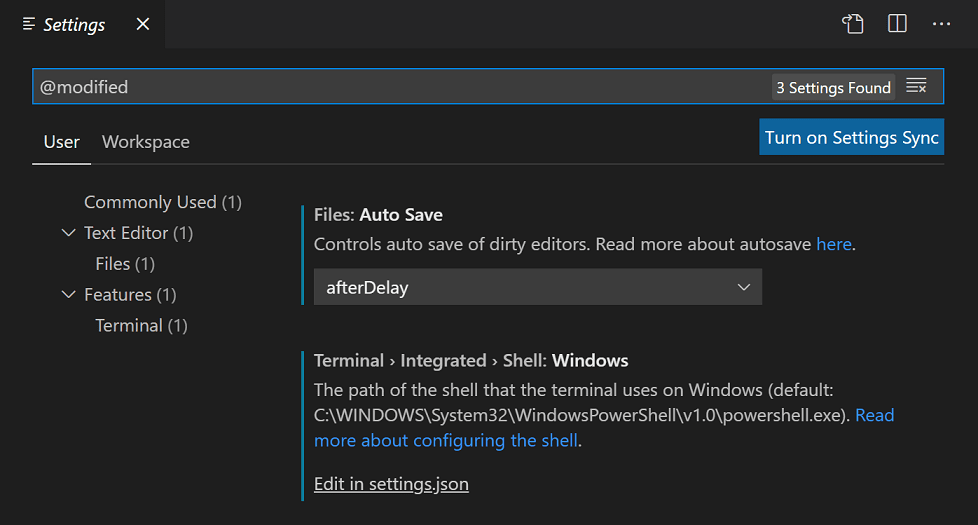 Settings
@modified
3 Settings Found
User
Workspace
Turn on Settings Sync
Commonly Used (1)
Text Editor (1)
Files (1)
Features (1)
Terminal (1)
Files: Auto Save
Controls auto save of dirty editors. Read more about autosave here.
afterDelay
Terminal › Integrated › Shell: Windows
The path of the shell that the terminal uses on Windows (default:
C:\WINDOWS\System32\WindowsPowerShell\v1.0\powershell.exe). Read
more about configuring the shell.
Edit in settings.json